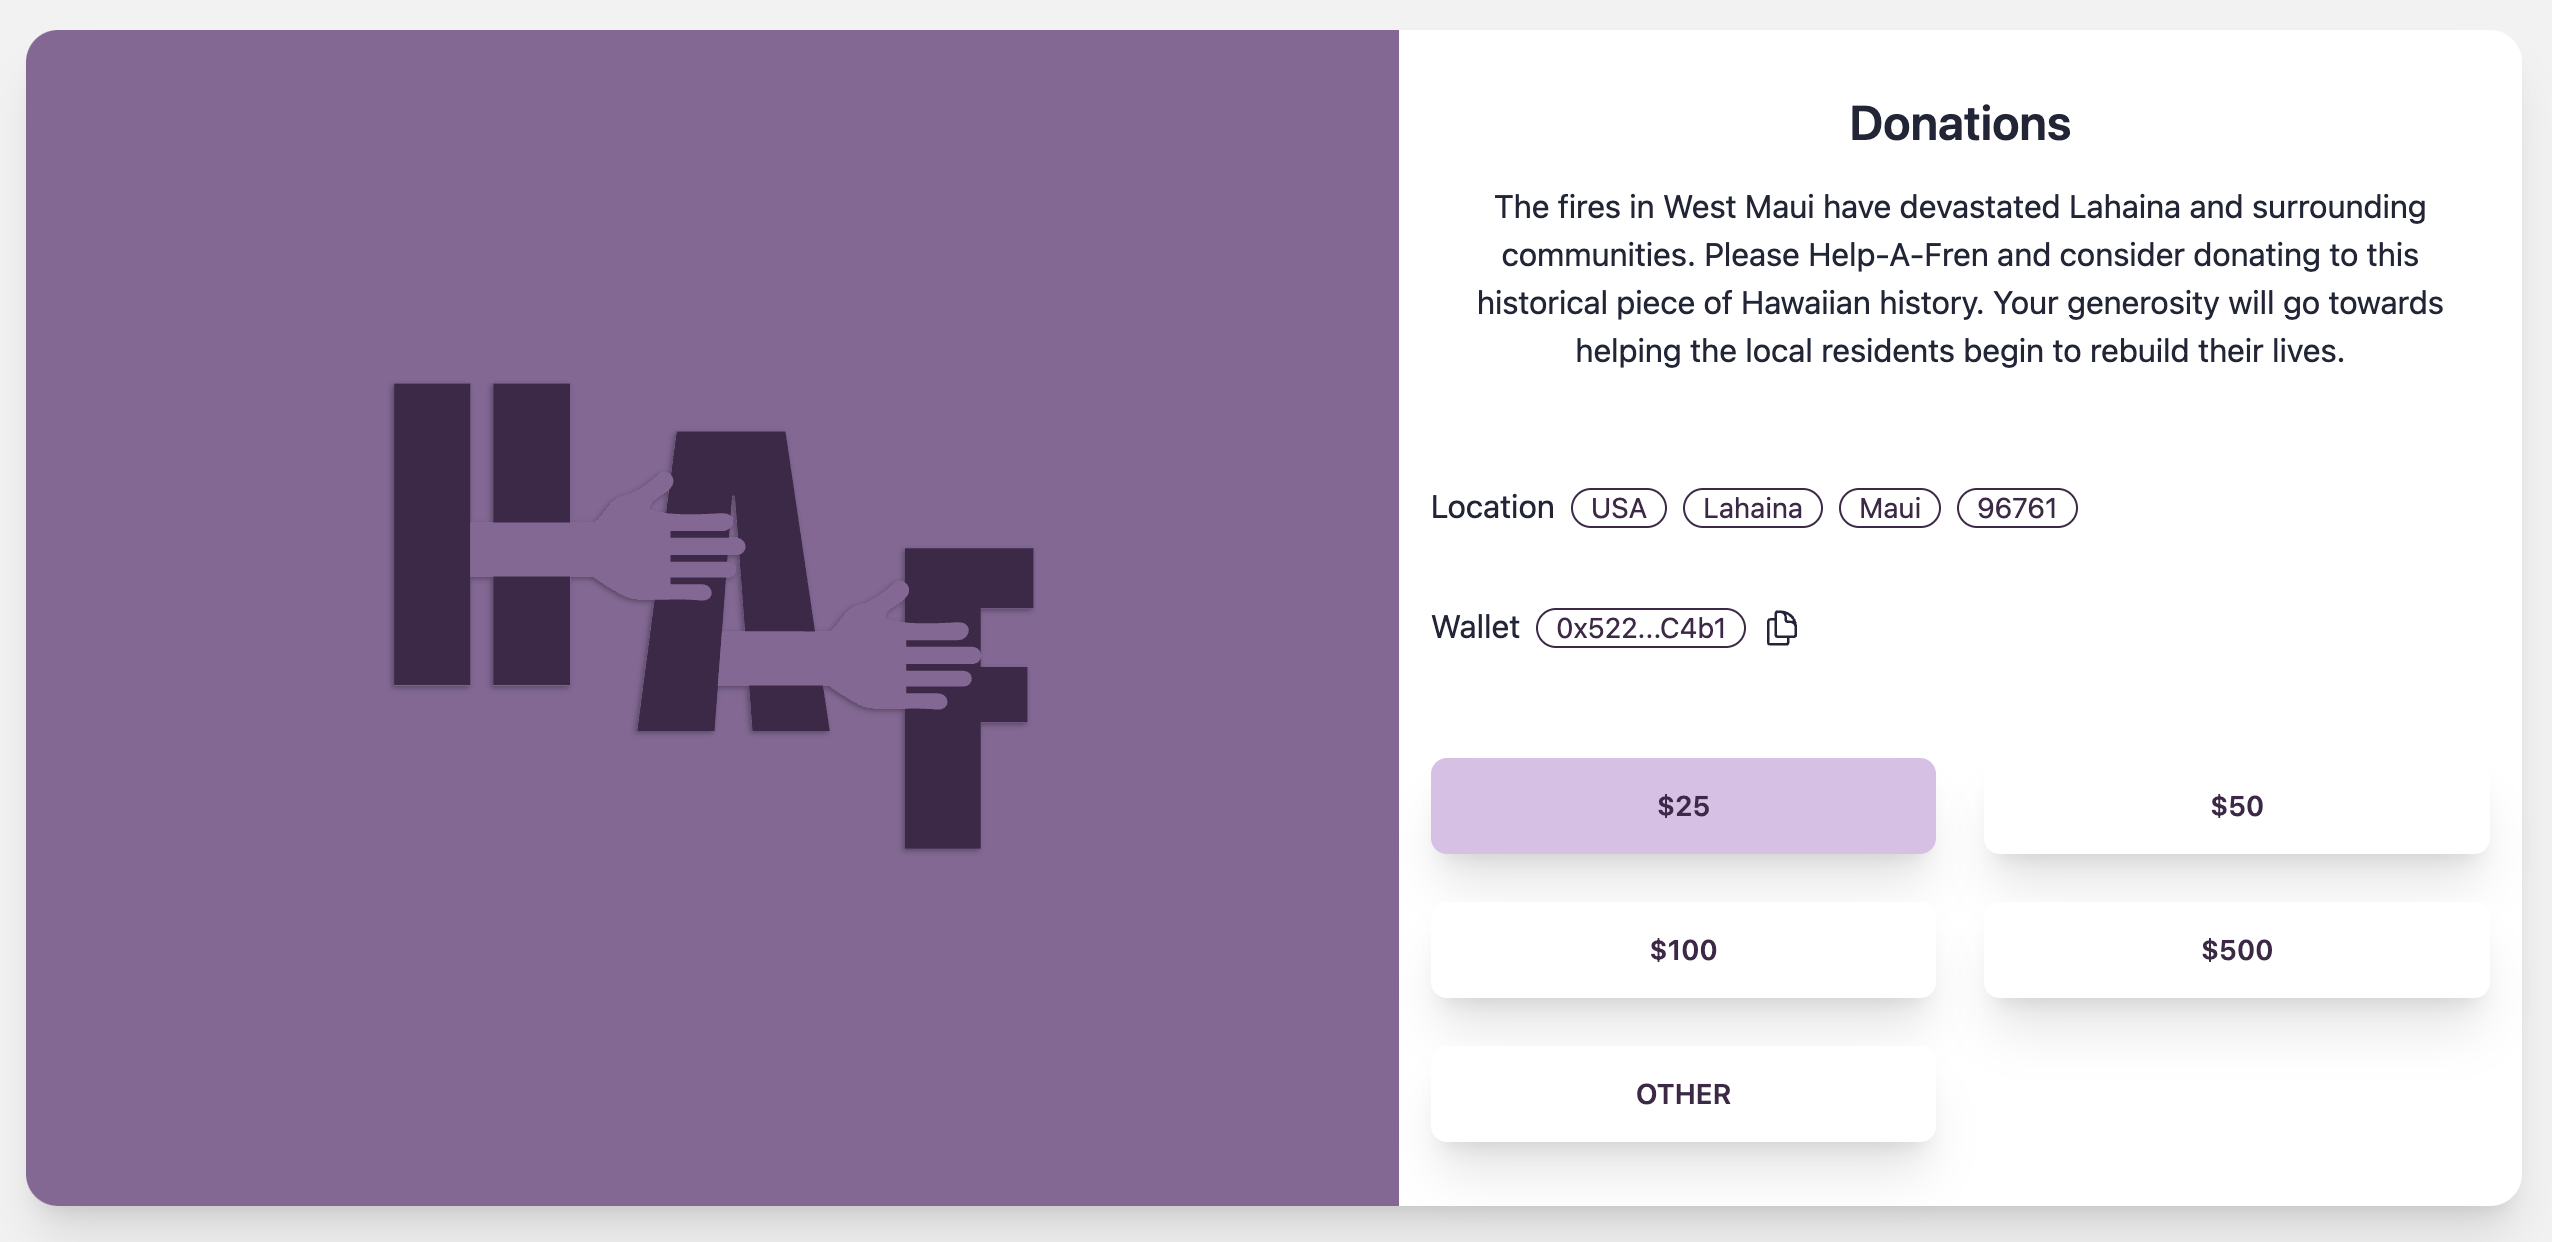 HAF
Donations
The fires in West Maui have devastated Lahaina and surrounding
communities. Please Help-A-Fren and consider donating to this
historical piece of Hawaiian history. Your generosity will go towards
helping the local residents begin to rebuild their lives.
Location USA Lahaina Maui 96761
Wallet 0x522...C4b1
$25 $50
$100 $500
OTHER